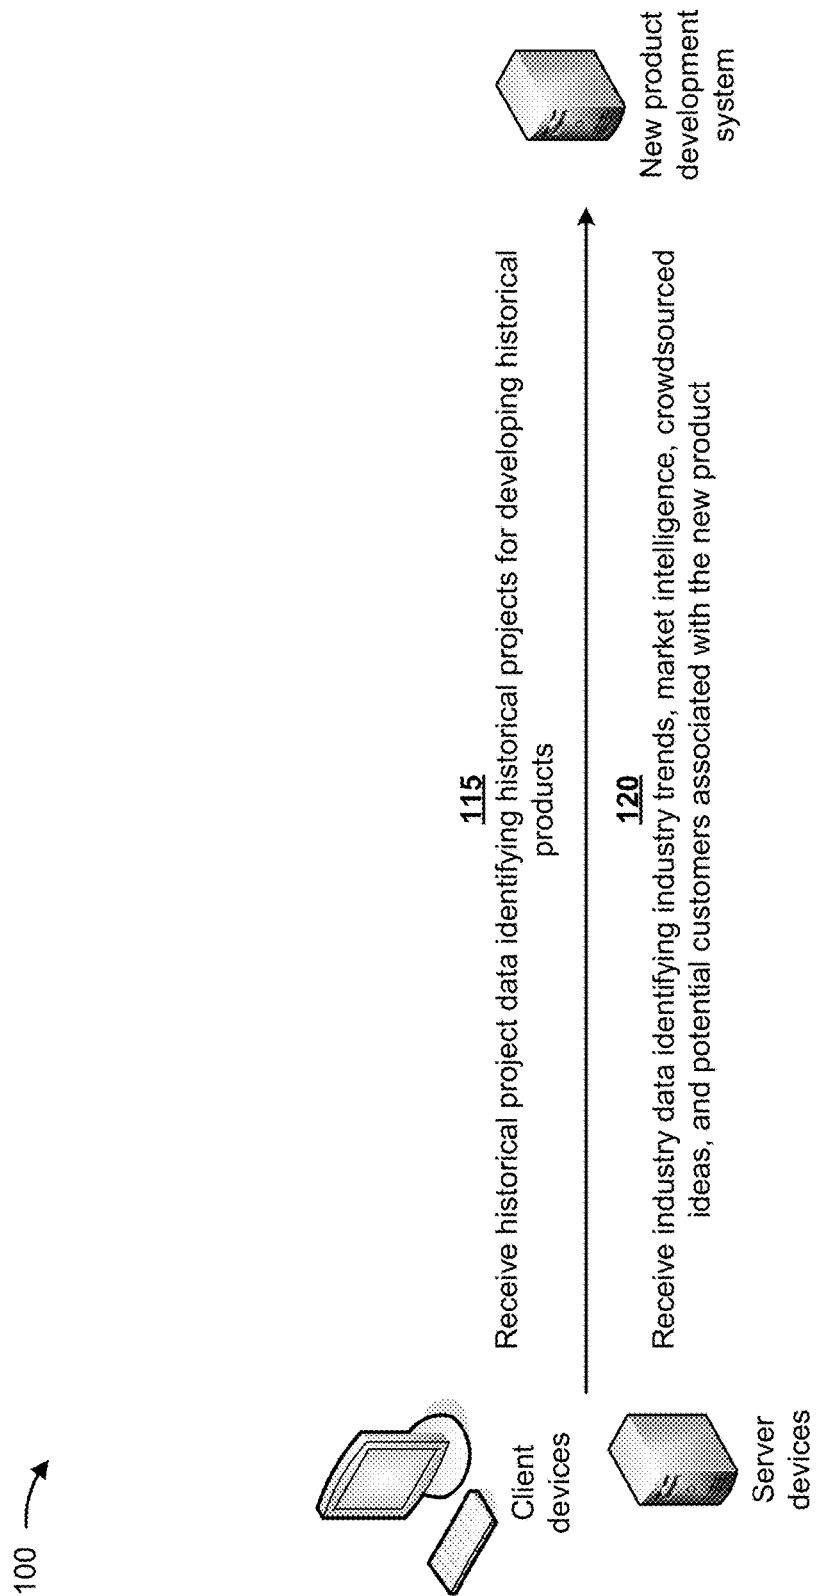 100
Client
devices
Server
devices
115
Receive historical project data identifying historical projects for developing historical
products
120
Receive industry data identifying industry trends, market intelligence, crowdsourced
ideas, and potential customers associated with the new product
New product
development
system